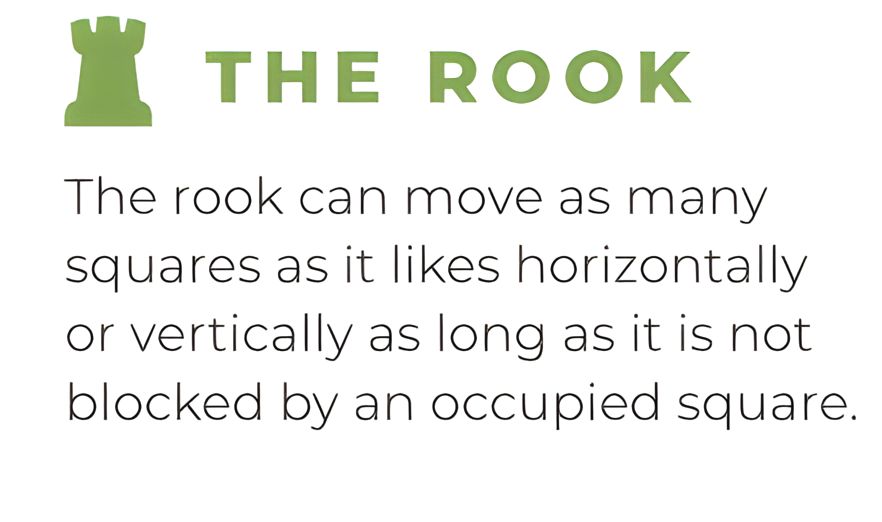 THE ROOK
The rook can move as many
squares as it likes horizontally
or vertically as long as it is not
blocked by an occupied square.